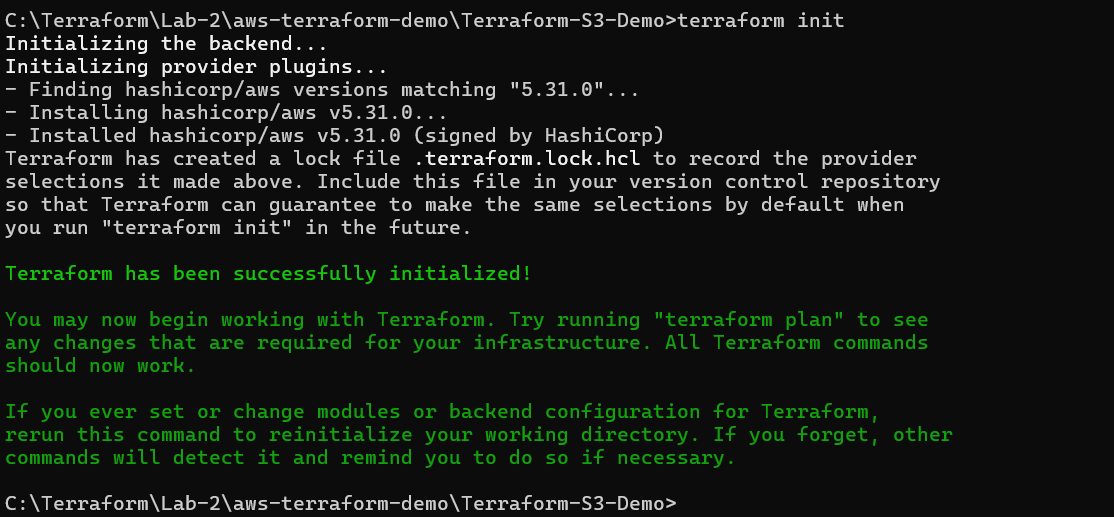 C:\Terraform\Lab-2\aws-terraform-demo\Terraform-S3-Demo>terraform init
Initializing the backend...
Initializing provider plugins...
- Finding hashicorp/aws versions matching "5.31.0"...
- Installing hashicorp/aws v5.31.0...
- Installed hashicorp/aws v5.31.0 (signed by HashiCorp)
Terraform has created a lock file .terraform.lock.hcl to record the provider
selections it made above. Include this file in your version control repository
so that Terraform can guarantee to make the same selections by default when
you run "terraform init" in the future.
Terraform has been successfully initialized!
You may now begin working with Terraform. Try running "terraform plan" to see
any changes that are required for your infrastructure. All Terraform commands
should now work.
If you ever set or change modules or backend configuration for Terraform,
rerun this command to reinitialize your working directory. If you forget, other
commands will detect it and remind you to do so if necessary.
C:\Terraform\Lab-2\aws-terraform-demo\Terraform-S3-Demo>